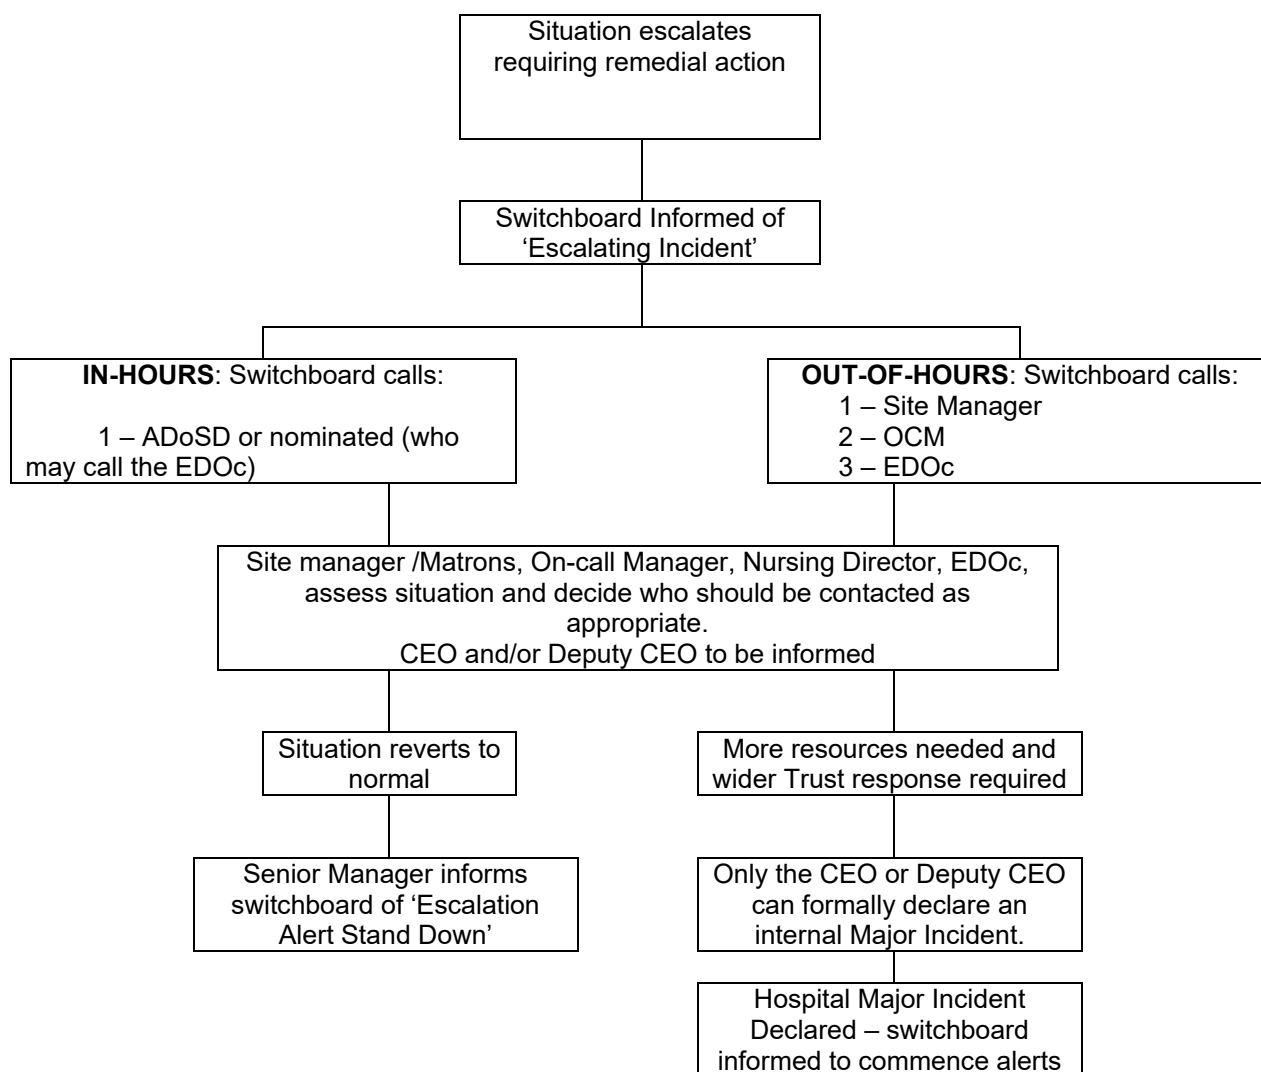 Situation escalates
requiring remedial action
Switchboard Informed of
‘Escalating Incident’
IN-HOURS: Switchboard calls:
1 – ADoSD or nominated (who
may call the EDOc)
OUT-OF-HOURS: Switchboard calls:
1 – Site Manager
2 – OCM
3 – EDOc
Site manager /Matrons, On-call Manager, Nursing Director, EDOc,
assess situation and decide who should be contacted as
appropriate.
CEO and/or Deputy CEO to be informed
Situation reverts to
normal
More resources needed and
wider Trust response required
Senior Manager informs
switchboard of ‘Escalation
Alert Stand Down’
Only the CEO or Deputy CEO
can formally declare an
internal Major Incident.
Hospital Major Incident
Declared – switchboard
informed to commence alerts